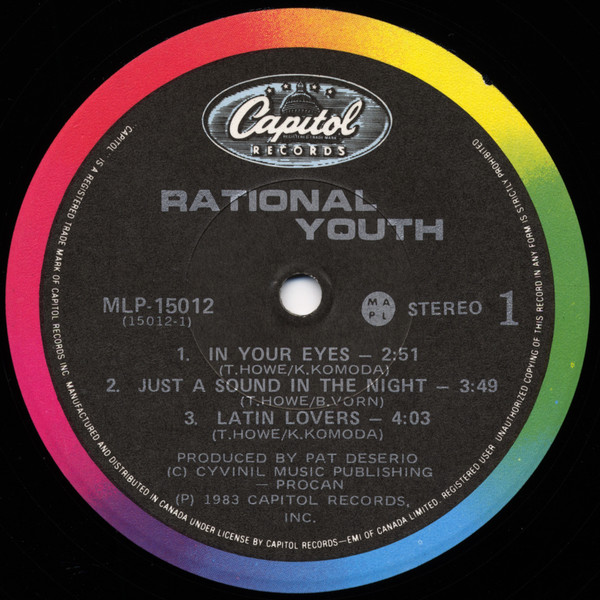 Capitol
REGISTERED TRADE MARK
RECORDS
RATIONAL
YOUTH
MLP-15012
(15012-1)
M A
P L
STEREO 1
1. IN YOUR EYES – 2:51
(T.HOWE/K.KOMODA)
2. JUST A SOUND IN THE NIGHT – 3:49
(T.HOWE/B.VORN)
3. LATIN LOVERS – 4:03
(T.HOWE/K.KOMODA)
PRODUCED BY PAT DESERIO
(C) CYVINIL MUSIC PUBLISHING
– PROCAN
(P) 1983 CAPITOL RECORDS,
INC.
CAPITOL IS A REGISTERED TRADE MARK OF CAPITOL RECORDS INC. MANUFACTURED AND DISTRIBUTED IN CANADA UNDER LICENSE BY CAPITOL RECORDS—EMI OF CANADA LIMITED. REGISTERED USER UNAUTHORIZED COPYING OF THIS RECORD IN ANY FORM IS STRICTLY PROHIBITED